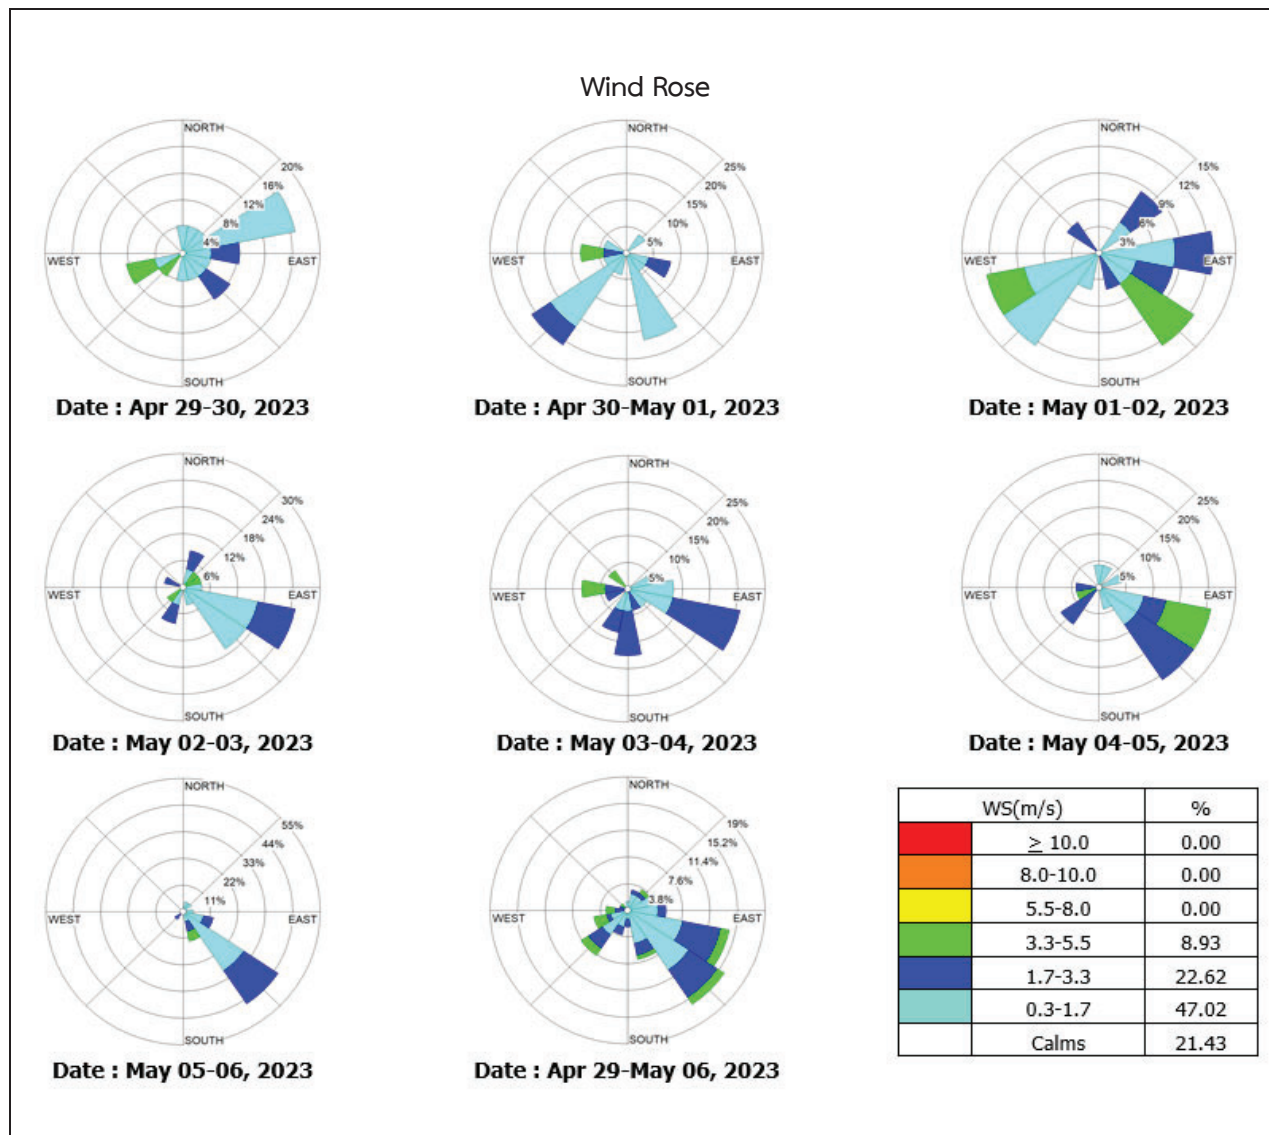 Wind Rose
NORTH
20%
16%
12%
8%
4%
WEST
EAST
SOUTH
Date : Apr 29-30, 2023
NORTH
25%
20%
15%
10%
5%
WEST
EAST
SOUTH
Date : Apr 30-May 01, 2023
NORTH
15%
12%
9%
6%
3%
WEST
EAST
SOUTH
Date : May 01-02, 2023
NORTH
30%
24%
18%
12%
6%
WEST
EAST
SOUTH
Date : May 02-03, 2023
NORTH
25%
20%
15%
10%
5%
WEST
EAST
SOUTH
Date : May 03-04, 2023
NORTH
25%
20%
15%
10%
5%
WEST
EAST
SOUTH
Date : May 04-05, 2023
NORTH
55%
44%
33%
22%
11%
WEST
EAST
SOUTH
Date : May 05-06, 2023
NORTH
19%
15.2%
11.4%
7.6%
3.8%
WEST
EAST
SOUTH
Date : Apr 29-May 06, 2023
WS(m/s) %
≥ 10.0 0.00
8.0-10.0 0.00
5.5-8.0 0.00
3.3-5.5 8.93
1.7-3.3 22.62
0.3-1.7 47.02
Calms 21.43